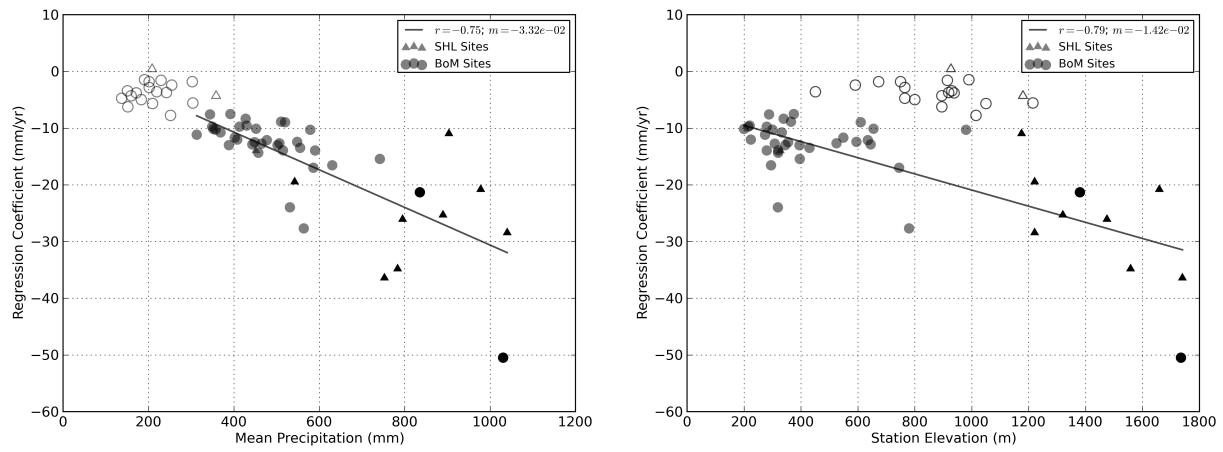 10
0
−10
−20
−30
−40
−50
−60
0 200 400 600 800 1000 1200
Mean Precipitation (mm)
Regression Coefficient (mm/yr)
r=−0.75; m=−3.32e−02
SHL Sites
BoM Sites
10
0
−10
−20
−30
−40
−50
−60
0 200 400 600 800 1000 1200 1400 1600 1800
Station Elevation (m)
Regression Coefficient (mm/yr)
r=−0.79; m=−1.42e−02
SHL Sites
BoM Sites